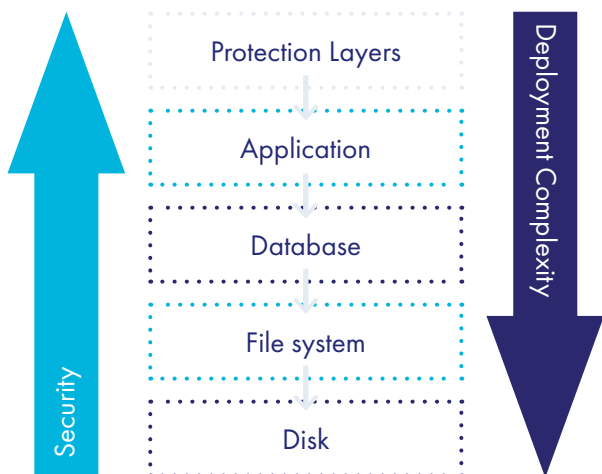 Protection Layers
Application
Database
File system
Disk
Security
Deployment Complexity